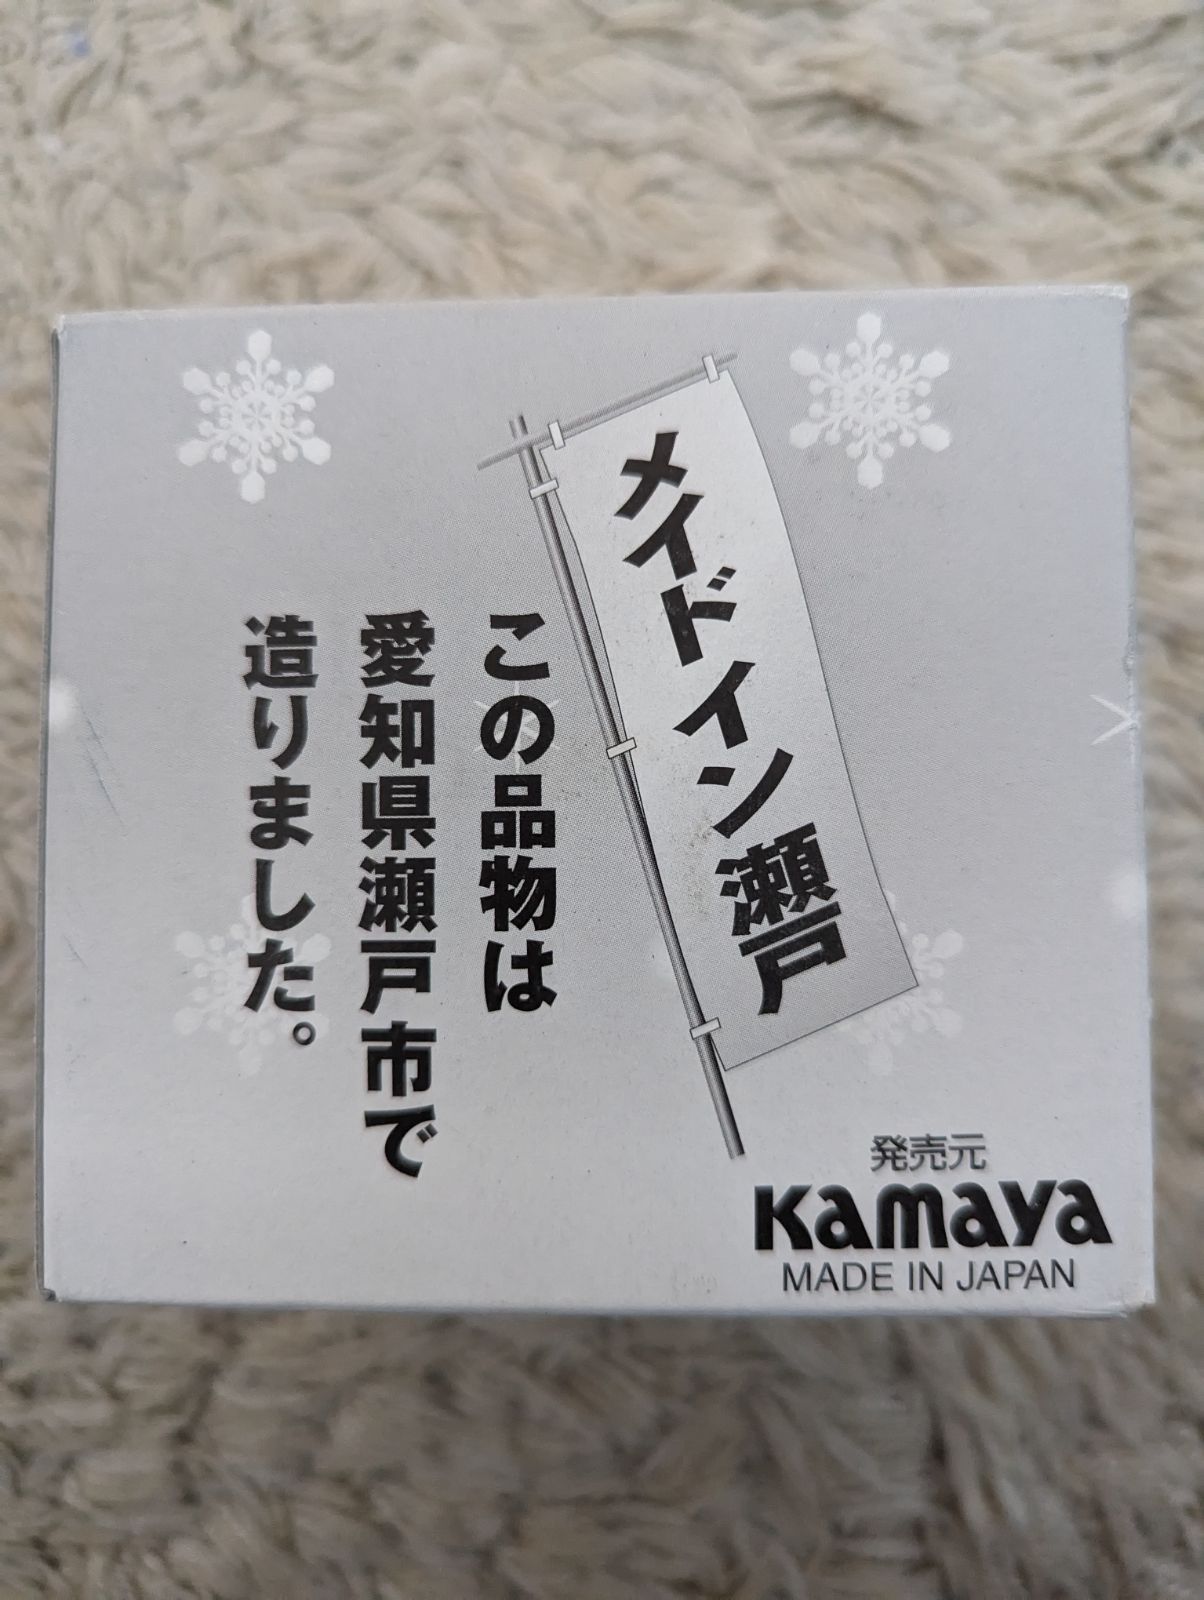 メイドイン瀬戸
この品物は
愛知県瀬戸市で
造りました。
発売元
Kamaya
MADE IN JAPAN